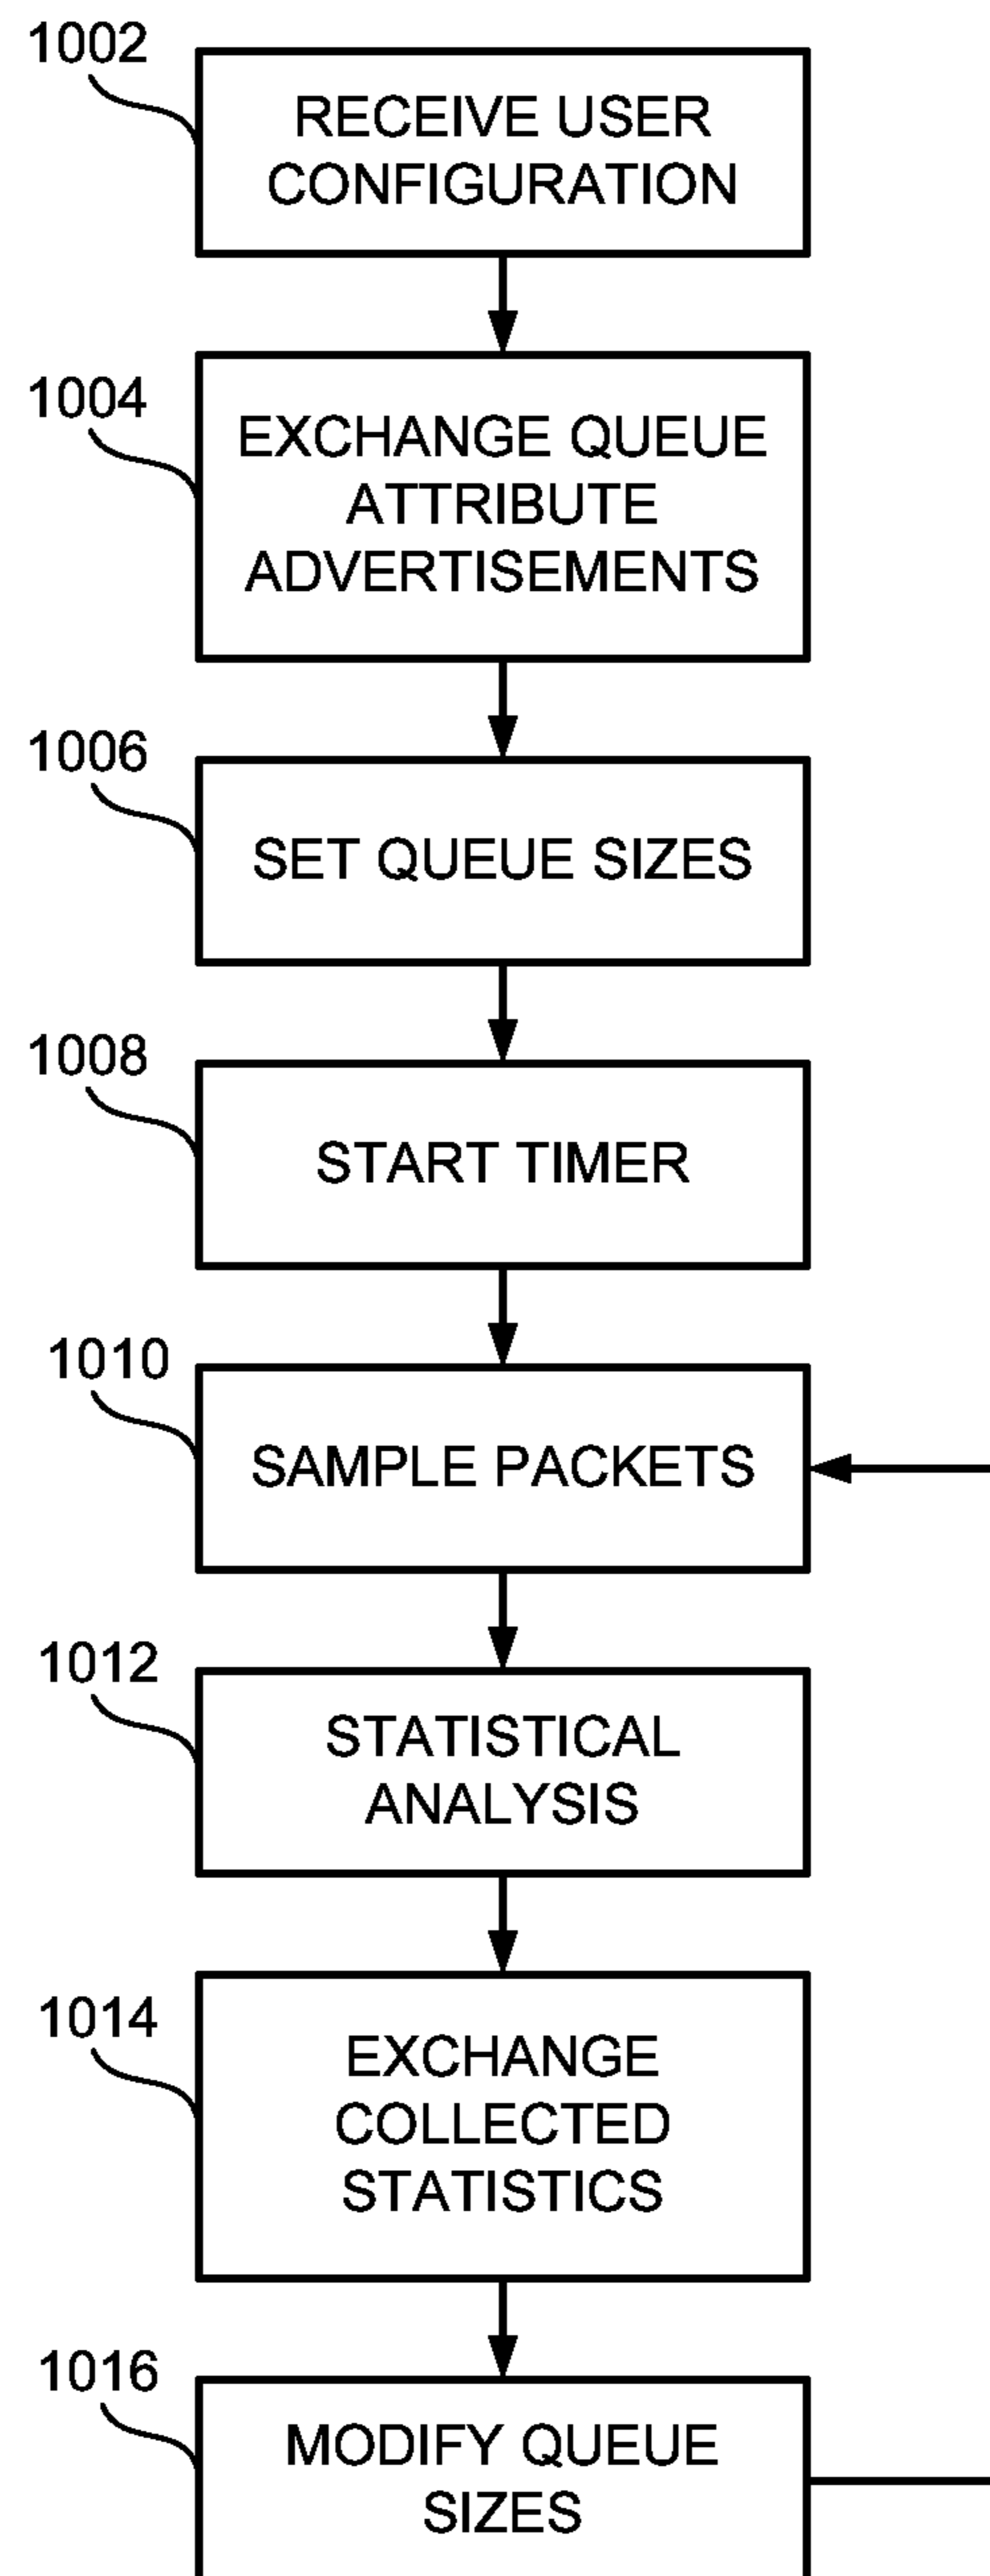 1002
RECEIVE USER
CONFIGURATION
1004
EXCHANGE QUEUE
ATTRIBUTE
ADVERTISEMENTS
1006
SET QUEUE SIZES
1008
START TIMER
1010
SAMPLE PACKETS
1012
STATISTICAL
ANALYSIS
1014
EXCHANGE
COLLECTED
STATISTICS
1016
MODIFY QUEUE
SIZES